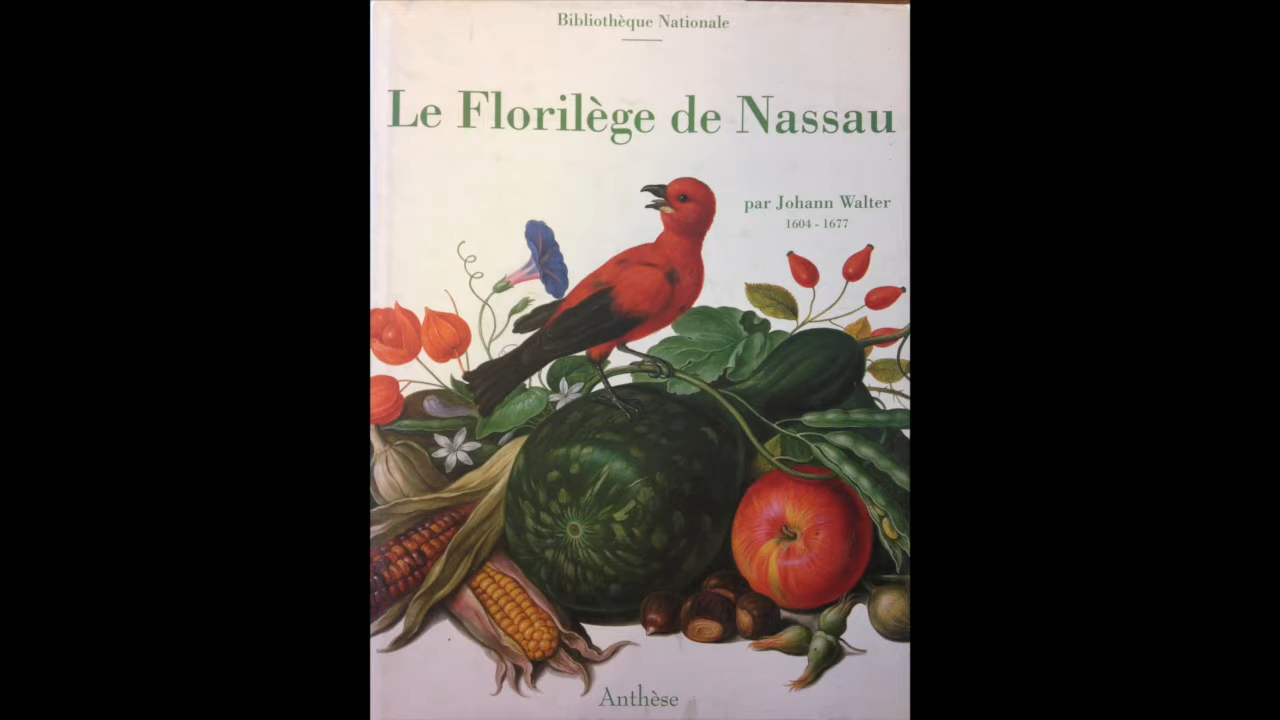 Bibliothèque Nationale
Le Florilège de Nassau
par Johann Walter
1604 - 1677
Anthèse